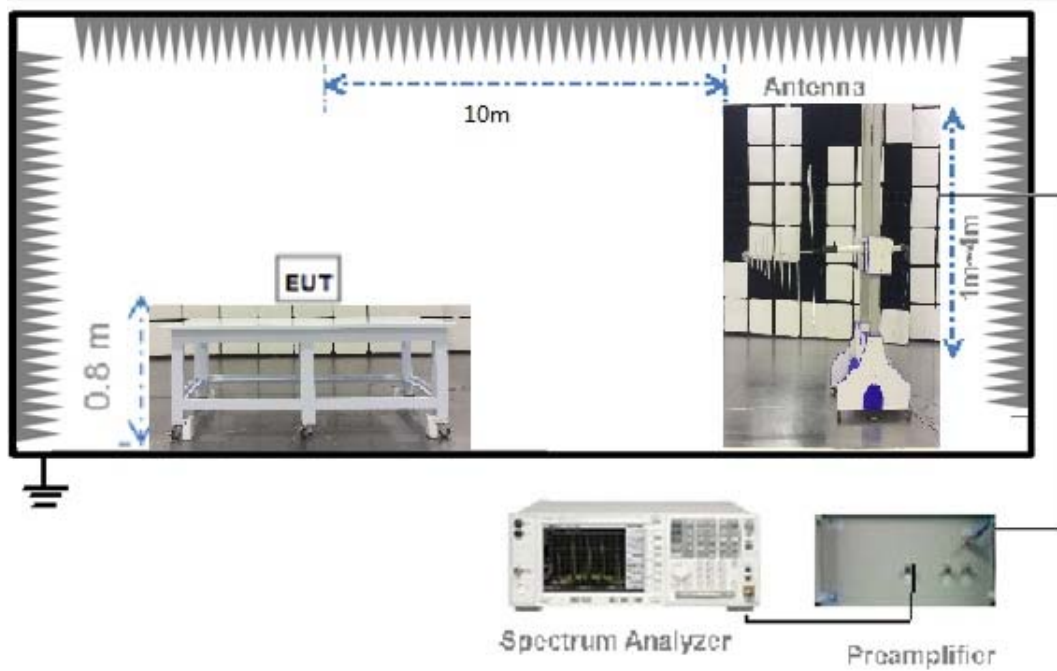 Antenna
10m
1m~4m
EUT
0.8 m
Spectrum Analyzer
Preamplifier